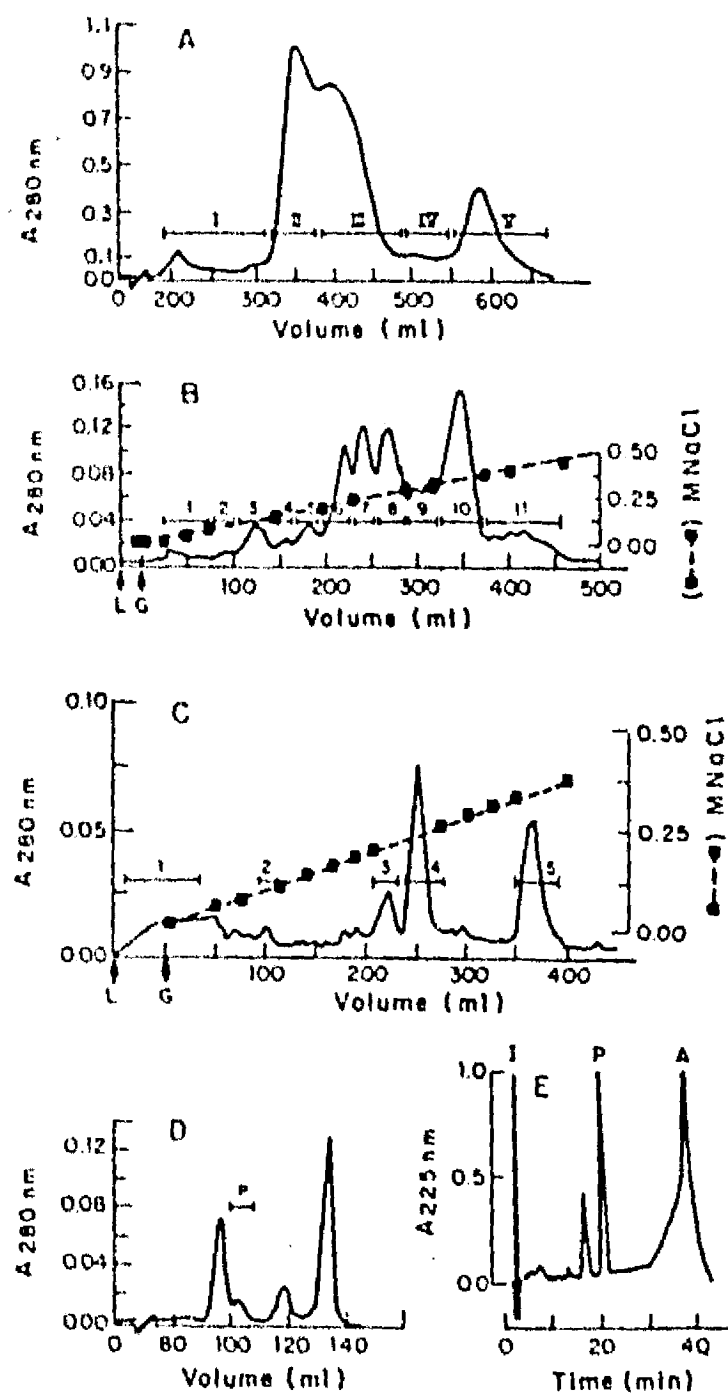 A
A 280 nm
1.1
0.9
0.7
0.5
0.3
0.1
0.0
I II III IV V
0 200 300 400 500 600
Volume (ml)
B
A 280 nm
0.16
0.12
0.08
0.04
0.00
1 2 3 4 5 6 7 8 9 10 11
0.50
0.25
0.00
(●--●) M NaCl
L G
100 200 300 400 500
Volume (ml)
C
A 280 nm
0.10
0.05
0.00
1 2 3 4 5
0.50
0.25
0.00
●--● ) M NaCl
L G
100 200 300 400
Volume (ml)
D
A 280 nm
0.12
0.08
0.04
0.00
P
0 80 100 120 140
Volume (ml)
E
I P A
A 225 nm
1.0
0.5
0.0
0 20 40
Time (min)